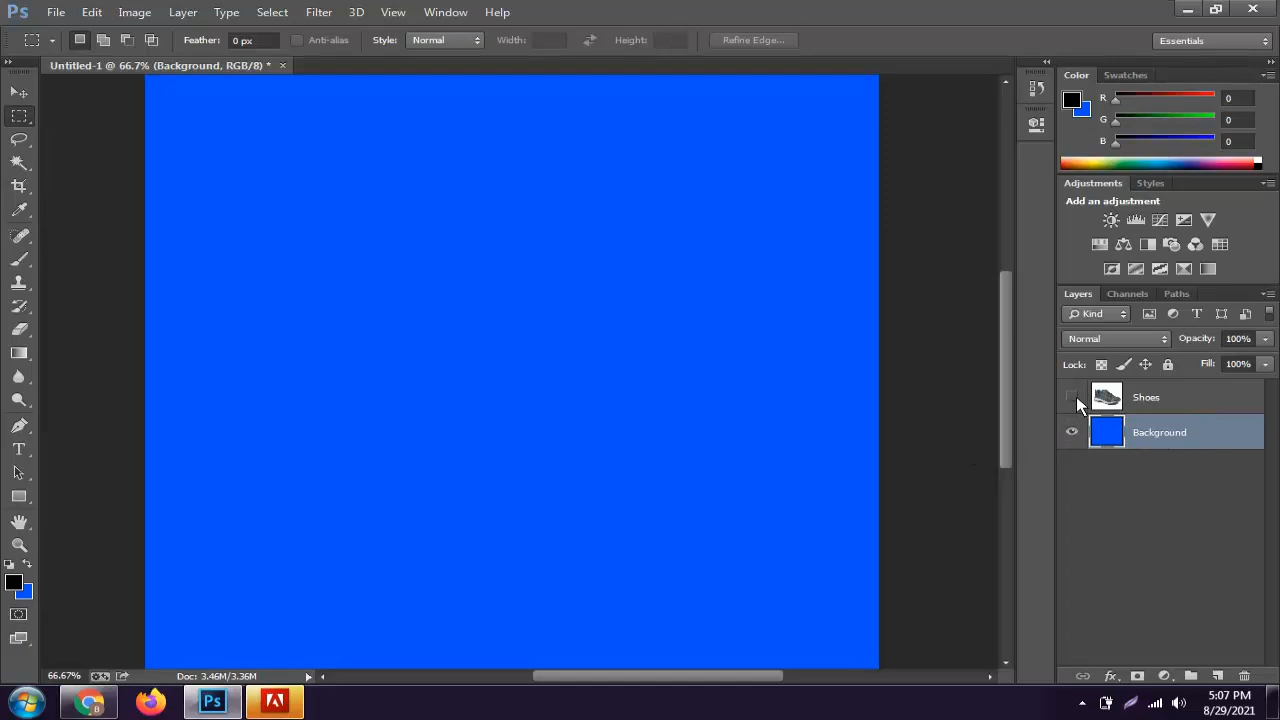 Ps File Edit Image Layer Type Select Filter 3D View Window Help
Feather: 0 px Anti-alias Style: Normal Width: Height: Refine Edge... Essentials
Untitled-1 @ 66.7% (Background, RGB/8) * ×
Color Swatches
R 0
G 0
B 0
Adjustments Styles
Add an adjustment
Layers Channels Paths
Kind T
Normal Opacity: 100%
Lock: Fill: 100%
Shoes
Background
T
fx
66.67% Doc: 3.46M/3.36M
Ps
5:07 PM
8/29/2021